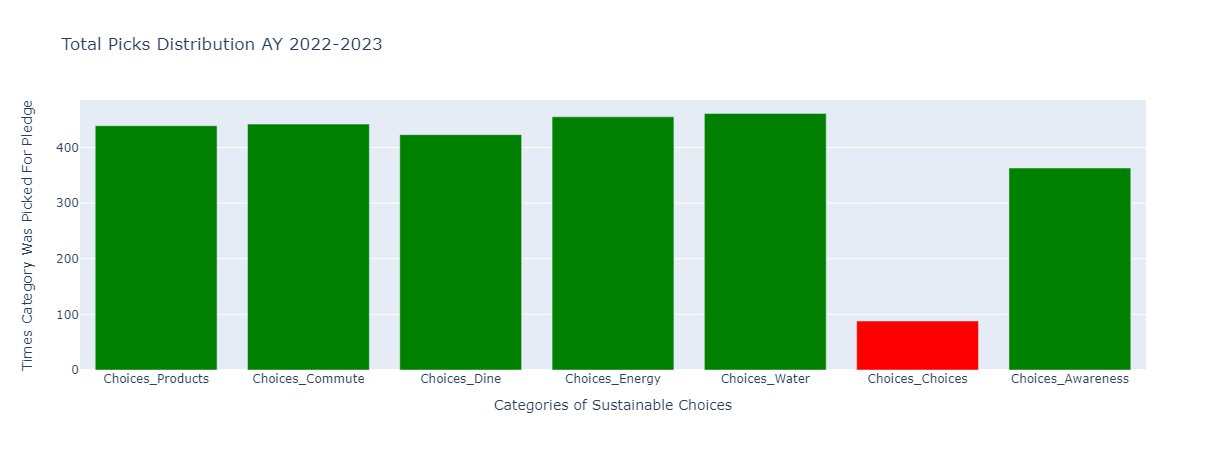 Total Picks Distribution AY 2022-2023
Times Category Was Picked For Pledge
400
300
200
100
0
Choices_Products
Choices_Commute
Choices_Dine
Choices_Energy
Choices_Water
Choices_Choices
Choices_Awareness
Categories of Sustainable Choices